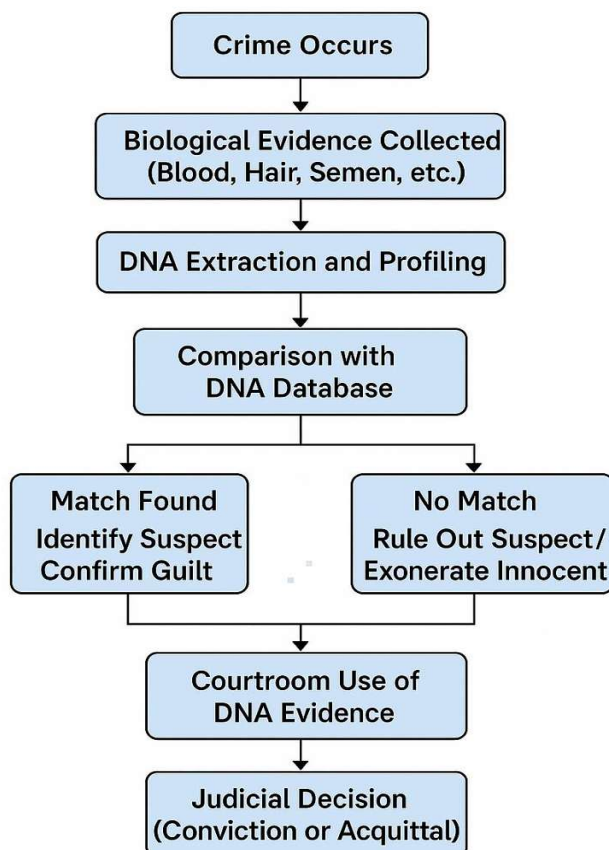 Crime Occurs
Biological Evidence Collected
(Blood, Hair, Semen, etc.)
DNA Extraction and Profiling
Comparison with
DNA Database
Match Found
Identify Suspect
Confirm Guilt
No Match
Rule Out Suspect/
Exonerate Innocent
Courtroom Use of
DNA Evidence
Judicial Decision
(Conviction or Acquittal)